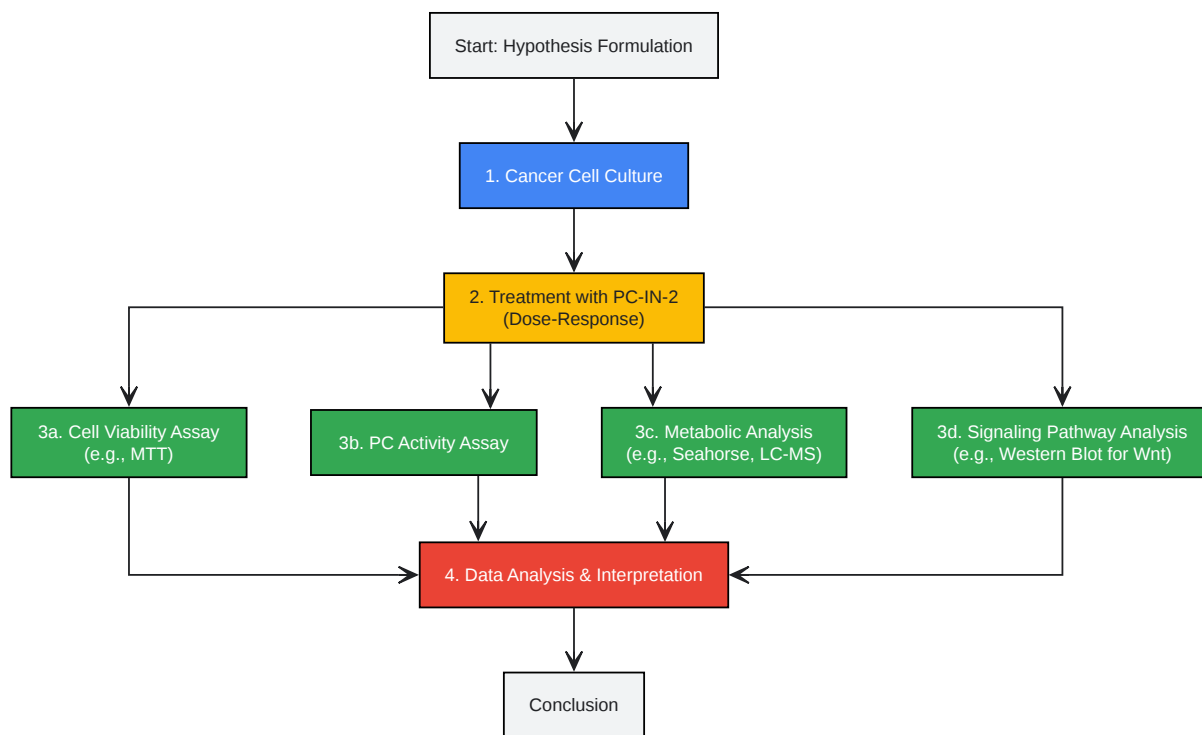 Start: Hypothesis Formulation
1. Cancer Cell Culture
2. Treatment with PC-IN-2
(Dose-Response)
3a. Cell Viability Assay
(e.g., MTT)
3b. PC Activity Assay
3c. Metabolic Analysis
(e.g., Seahorse, LC-MS)
3d. Signaling Pathway Analysis
(e.g., Western Blot for Wnt)
4. Data Analysis & Interpretation
Conclusion